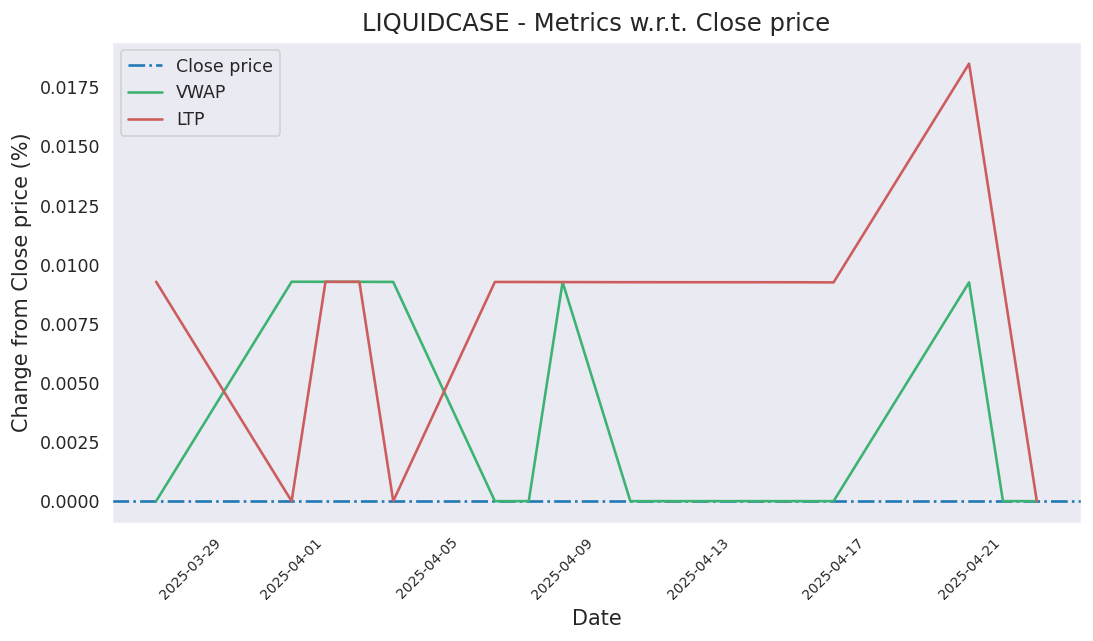 LIQUIDCASE - Metrics w.r.t. Close price
Close price
VWAP
LTP
Change from Close price (%)
0.0175
0.0150
0.0125
0.0100
0.0075
0.0050
0.0025
0.0000
2025-03-29
2025-04-01
2025-04-05
2025-04-09
2025-04-13
2025-04-17
2025-04-21
Date